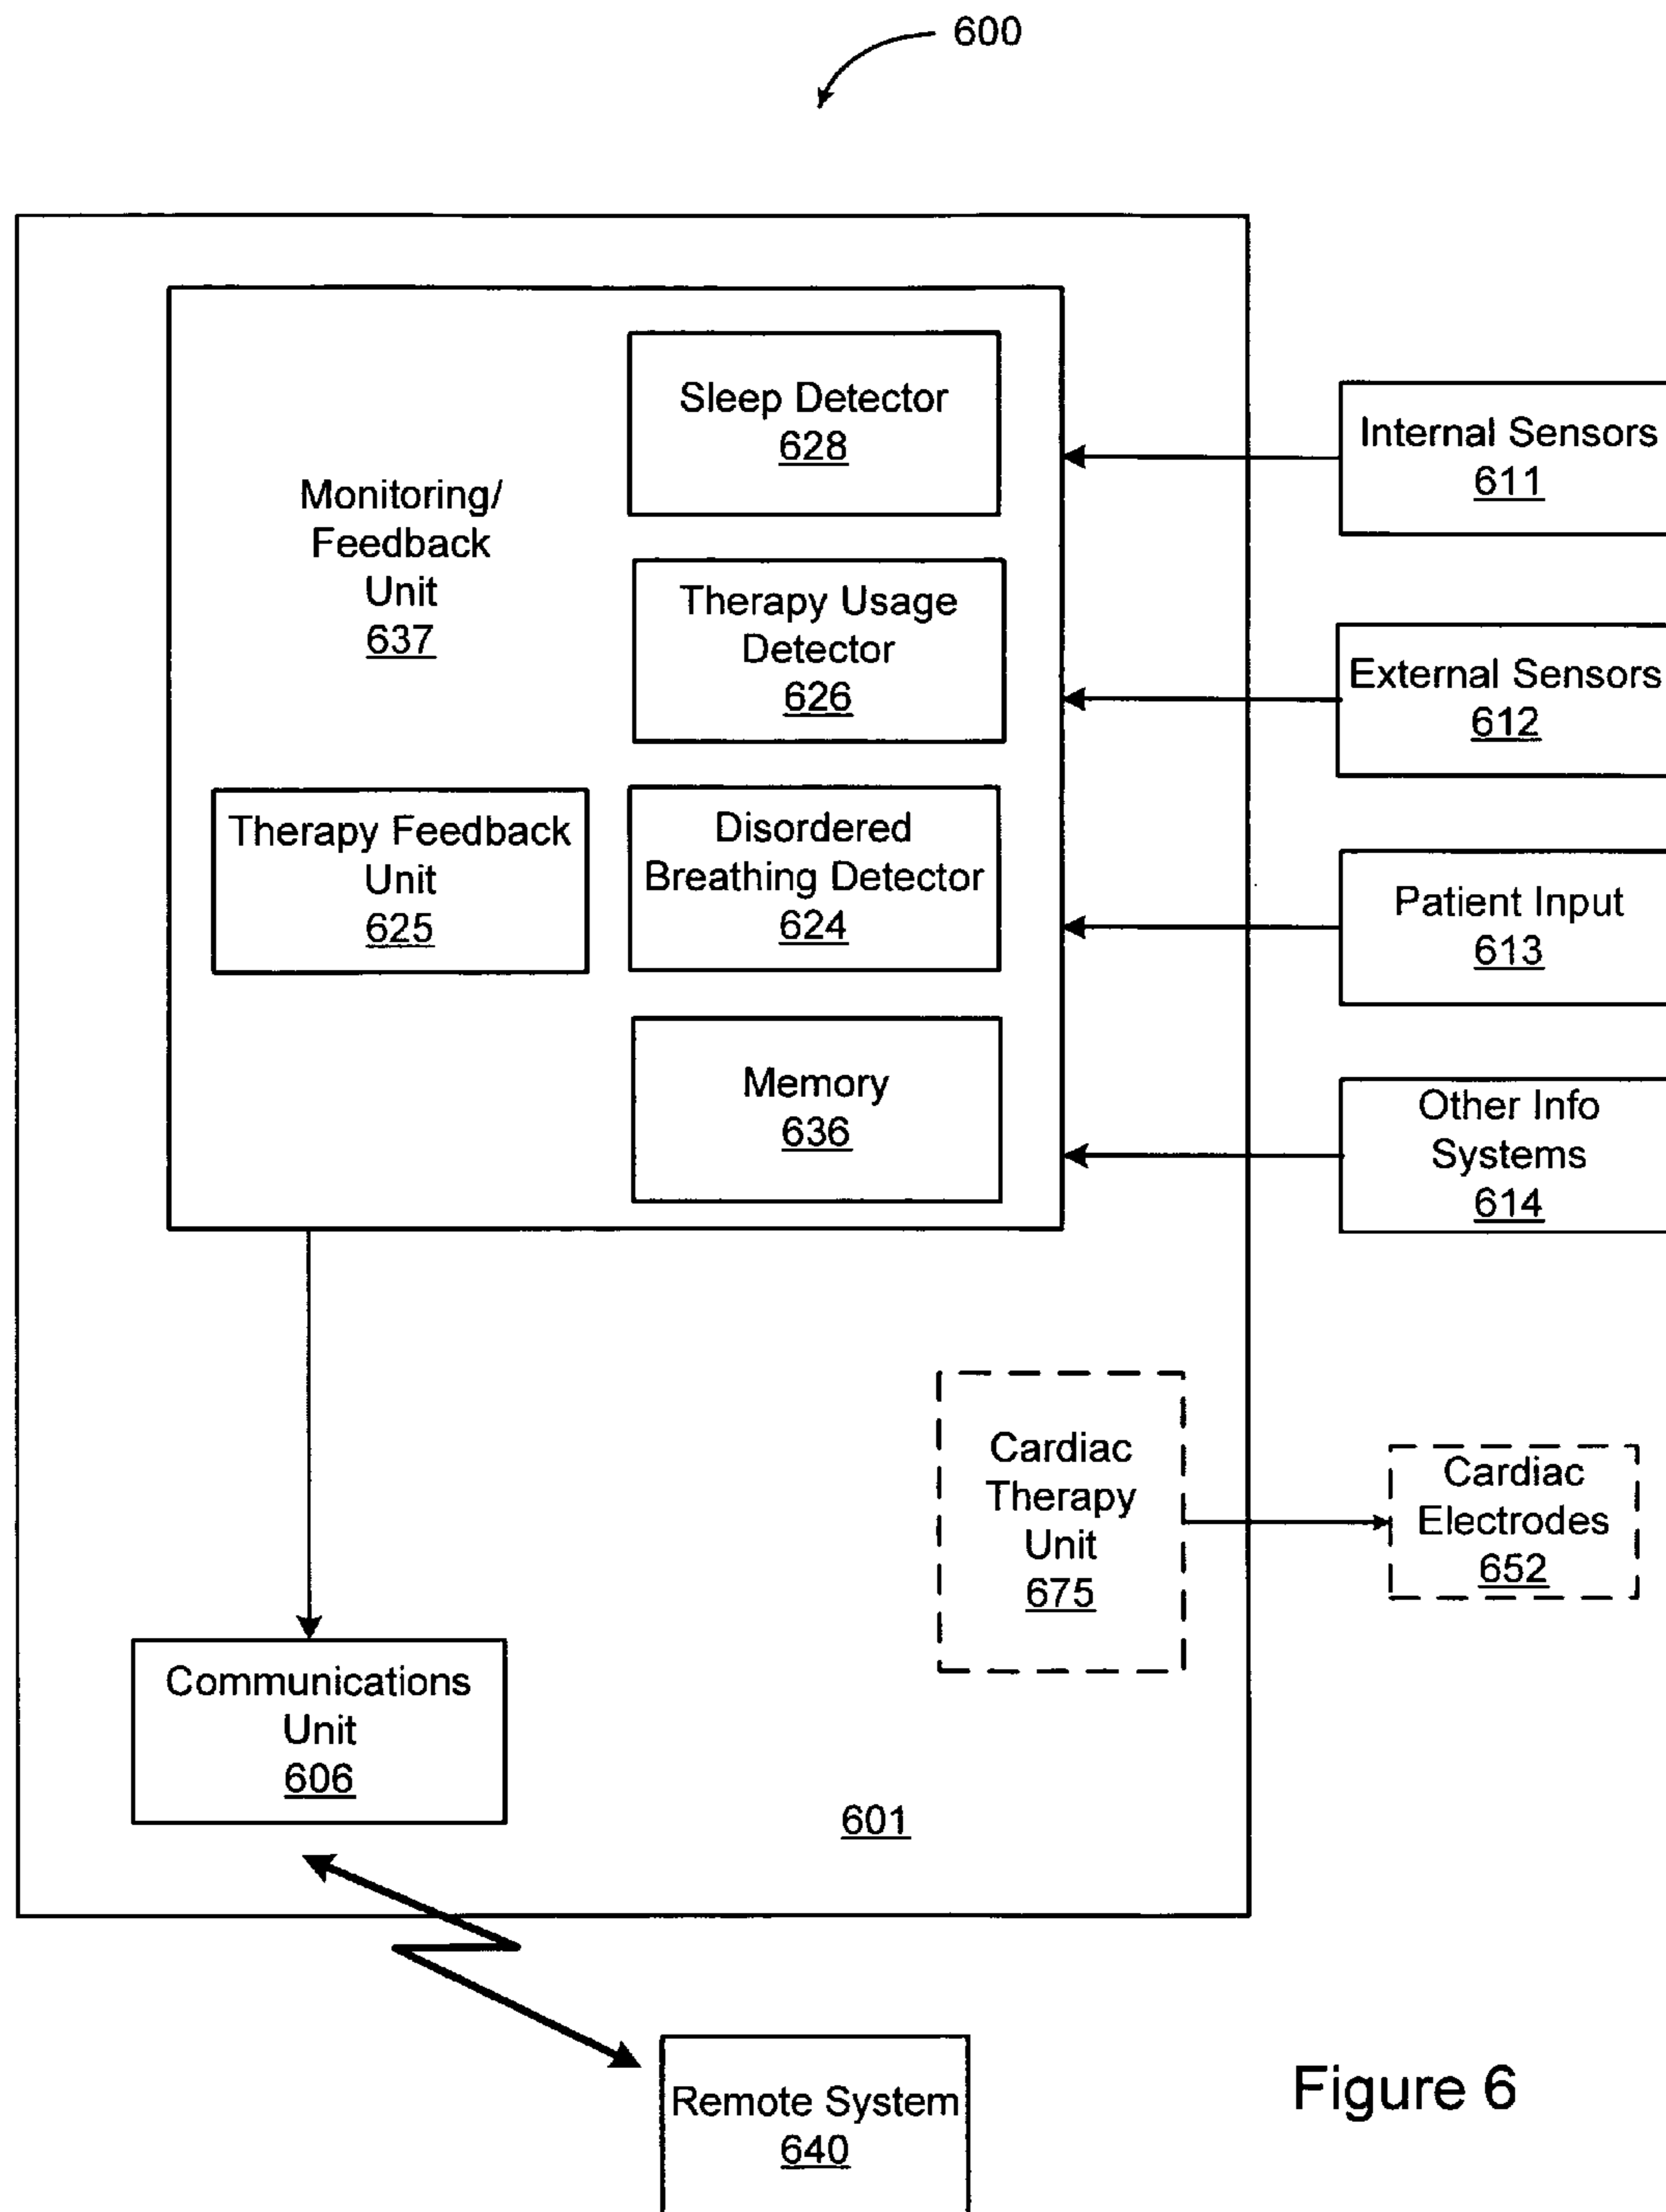 600
Sleep Detector
628
Internal Sensors
611
Monitoring/
Feedback
Unit
637
Therapy Usage
Detector
626
External Sensors
612
Therapy Feedback
Unit
625
Disordered
Breathing Detector
624
Patient Input
613
Memory
636
Other Info
Systems
614
Cardiac
Therapy
Unit
675
Cardiac
Electrodes
652
Communications
Unit
606
601
Remote System
640
Figure 6